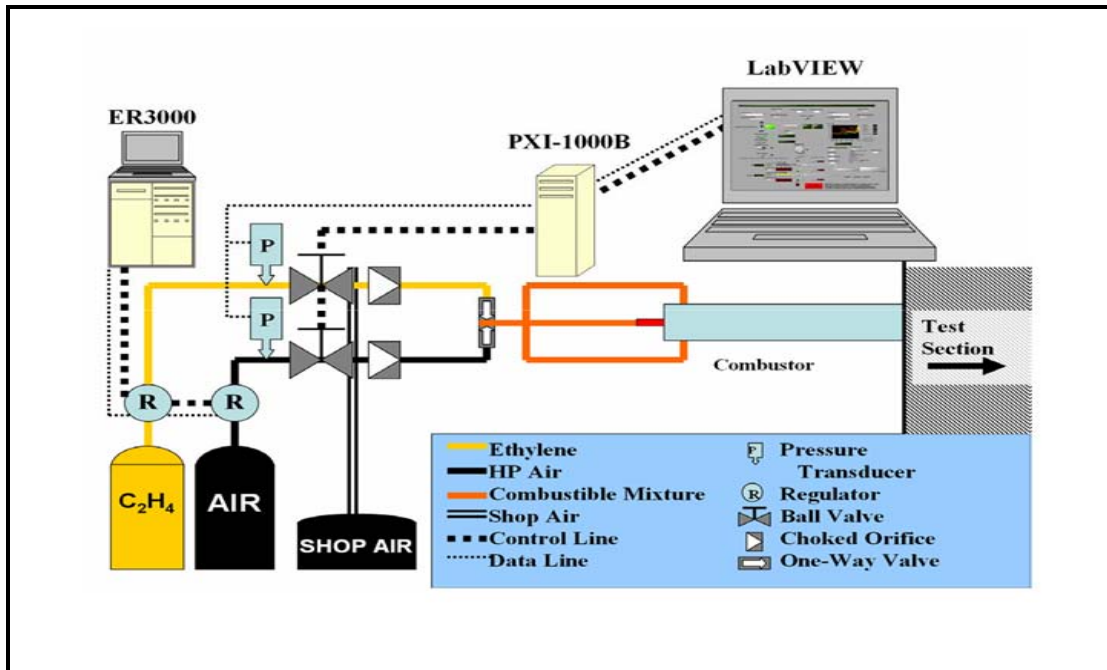 LabVIEW
ER3000
PXI-1000B
P
P
Test
Section
Combustor
R
R
C₂H₄
AIR
SHOP AIR
Ethylene
HP Air
Combustible Mixture
Shop Air
Control Line
Data Line
P
Pressure
Transducer
R
Regulator
Ball Valve
Choked Orifice
One-Way Valve